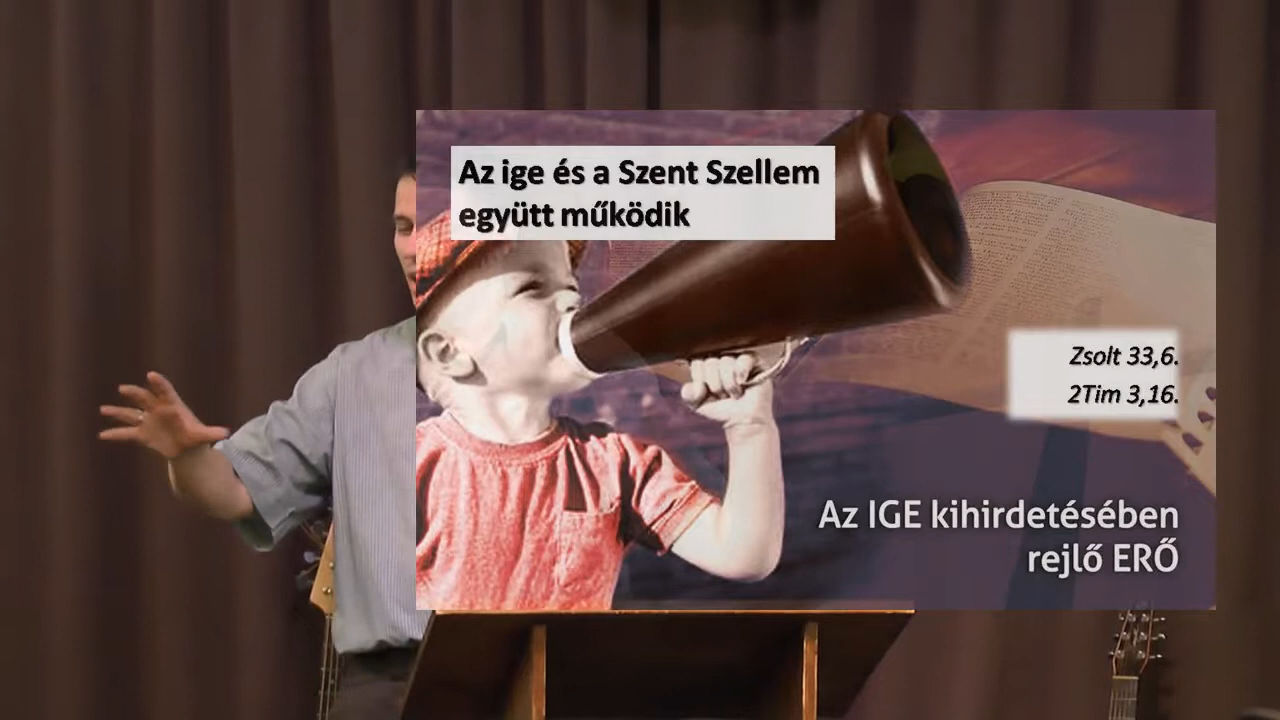 Az ige és a Szent Szellem
együtt működik
Zsolt 33,6.
2Tim 3,16.
Az IGE kihirdetésében
rejlő ERŐ